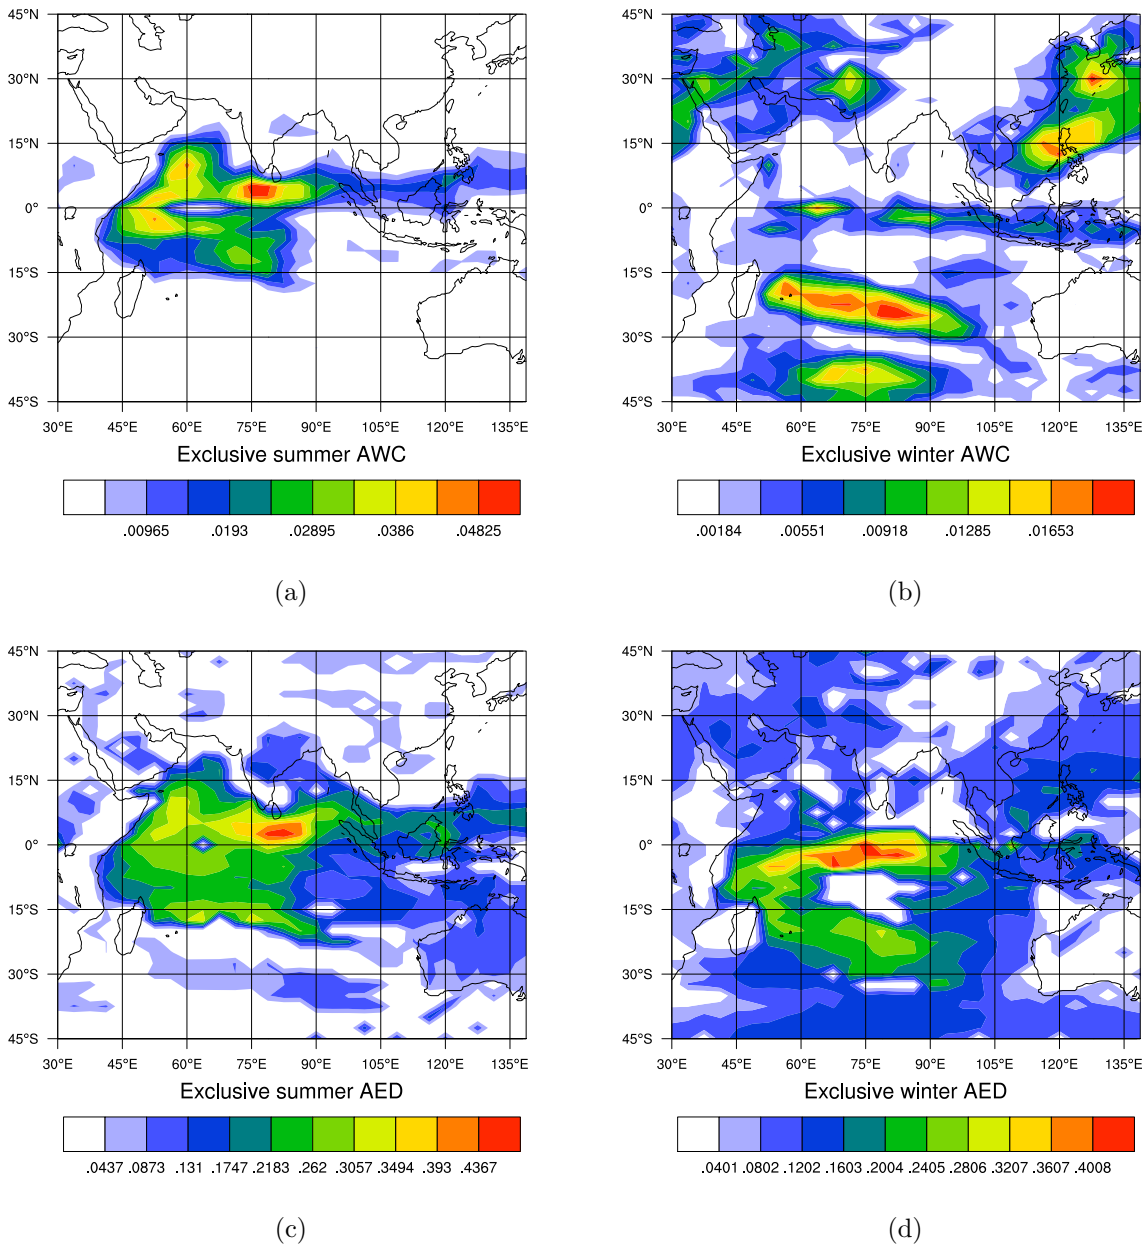 45°N
30°N
15°N
0°
15°S
30°S
45°S
30°E 45°E 60°E 75°E 90°E 105°E 120°E 135°E
Exclusive summer AWC
.00965 .0193 .02895 .0386 .04825
(a)
45°N
30°N
15°N
0°
15°S
30°S
45°S
30°E 45°E 60°E 75°E 90°E 105°E 120°E 135°E
Exclusive winter AWC
.00184 .00551 .00918 .01285 .01653
(b)
45°N
30°N
15°N
0°
15°S
30°S
45°S
30°E 45°E 60°E 75°E 90°E 105°E 120°E 135°E
Exclusive summer AED
.0437 .0873 .131 .1747 .2183 .262 .3057 .3494 .393 .4367
(c)
45°N
30°N
15°N
0°
15°S
30°S
45°S
30°E 45°E 60°E 75°E 90°E 105°E 120°E 135°E
Exclusive winter AED
.0401 .0802 .1202 .1603 .2004 .2405 .2806 .3207 .3607 .4008
(d)